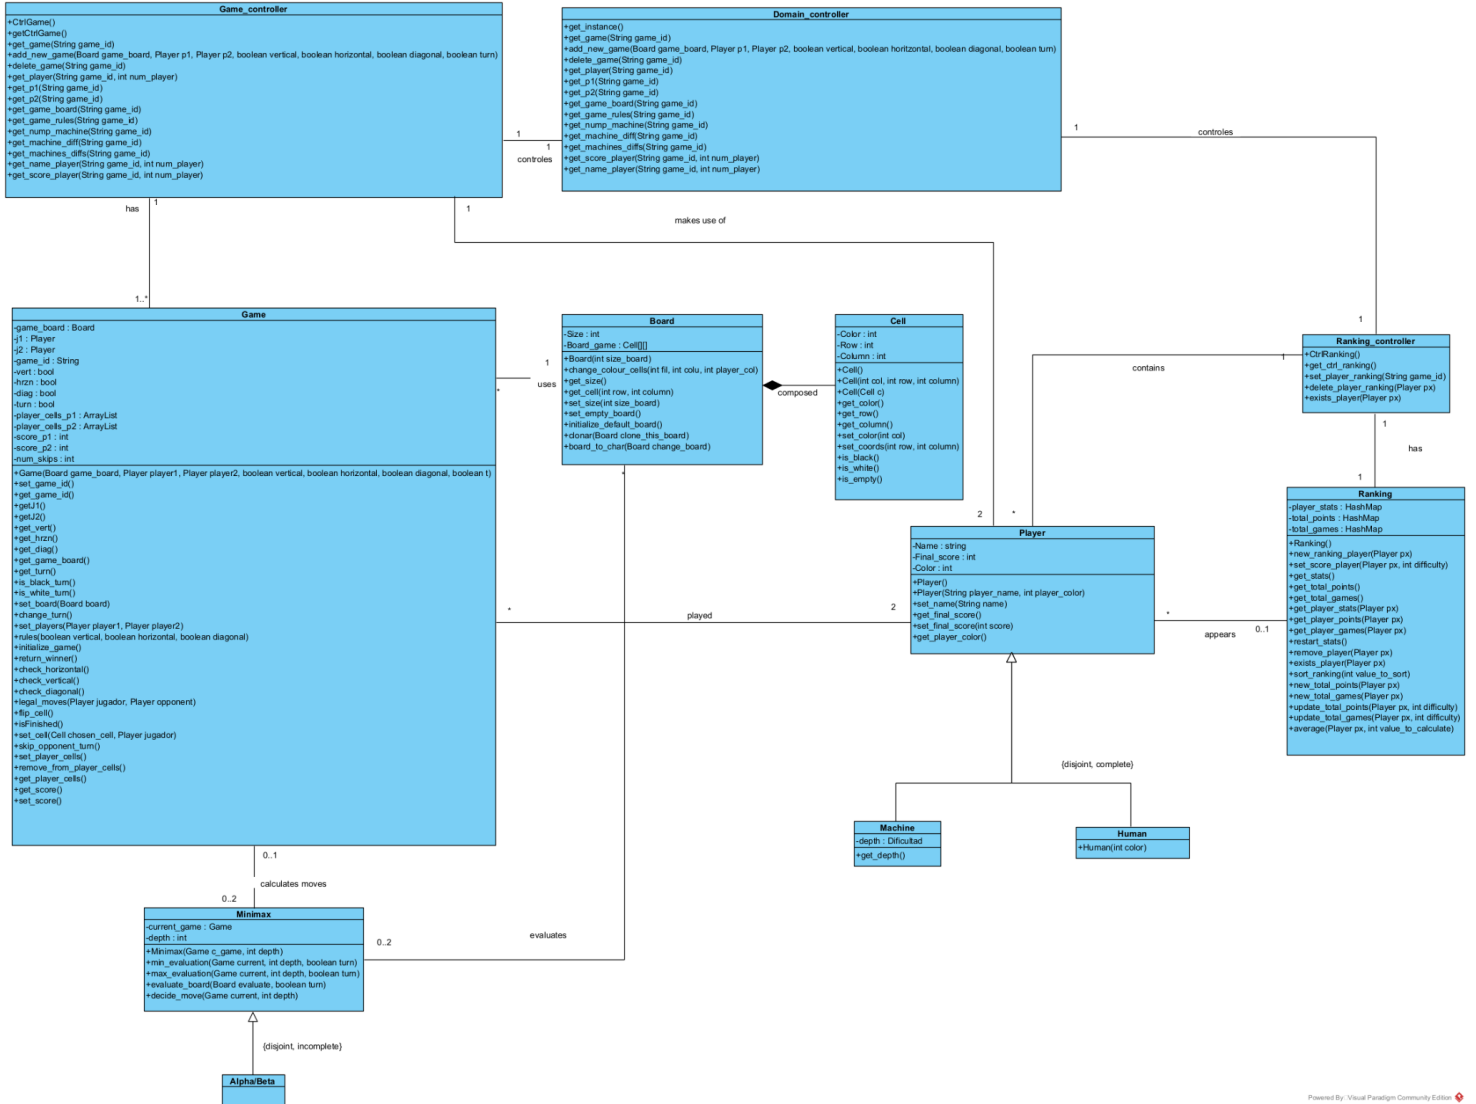 Game_controller
+CtrlGame()
+getCtrlGame()
+get_game(String game_id)
+add_new_game(Board game_board, Player p1, Player p2, boolean vertical, boolean horizontal, boolean diagonal, boolean turn)
+delete_game(String game_id)
+get_player(String game_id, int num_player)
+get_p1(String game_id)
+get_p2(String game_id)
+get_game_board(String game_id)
+get_game_rules(String game_id)
+get_nump_machine(String game_id)
+get_machine_diff(String game_id)
+get_machines_diffs(String game_id)
+get_name_player(String game_id, int num_player)
+get_score_player(String game_id, int num_player)
Domain_controller
+get_instance()
+get_game(String game_id)
+add_new_game(Board game_board, Player p1, Player p2, boolean vertical, boolean horitzontal, boolean diagonal, boolean turn)
+delete_game(String game_id)
+get_player(String game_id)
+get_p1(String game_id)
+get_p2(String game_id)
+get_game_board(String game_id)
+get_game_rules(String game_id)
+get_nump_machine(String game_id)
+get_machine_diff(String game_id)
+get_machines_diffs(String game_id)
+get_score_player(String game_id, int num_player)
+get_name_player(String game_id, int num_player)
1
1
controles
1
controles
1
has
1
1..*
1
makes use of
2
Game
-game_board : Board
-j1 : Player
-j2 : Player
-game_id : String
-vert : bool
-hrzn : bool
-diag : bool
-turn : bool
-player_cells_p1 : ArrayList
-player_cells_p2 : ArrayList
-score_p1 : int
-score_p2 : int
-num_skips : int
+Game(Board game_board, Player player1, Player player2, boolean vertical, boolean horizontal, boolean diagonal, boolean t)
+set_game_id()
+get_game_id()
+getJ1()
+getJ2()
+get_vert()
+get_hrzn()
+get_diag()
+get_game_board()
+get_turn()
+is_black_turn()
+is_white_turn()
+set_board(Board board)
+change_turn()
+set_players(Player player1, Player player2)
+rules(boolean vertical, boolean horizontal, boolean diagonal)
+initialize_game()
+return_winner()
+check_horizontal()
+check_vertical()
+check_diagonal()
+legal_moves(Player jugador, Player opponent)
+flip_cell()
+isFinished()
+set_cell(Cell chosen_cell, Player jugador)
+skip_opponent_turn()
+set_player_cells()
+remove_from_player_cells()
+get_player_cells()
+get_score()
+set_score()
1
uses
*
Board
-Size : int
-Board_game : Cell[][]
+Board(int size_board)
+change_colour_cells(int fil, int colu, int player_col)
+get_size()
+get_cell(int row, int column)
+set_size(int size_board)
+set_empty_board()
+initialize_default_board()
+clonar(Board clone_this_board)
+board_to_char(Board change_board)
composed
Cell
-Color : int
-Row : int
-Column : int
+Cell()
+Cell(int col, int row, int column)
+Cell(Cell c)
+get_color()
+get_row()
+get_column()
+set_color(int col)
+set_coords(int row, int column)
+is_black()
+is_white()
+is_empty()
Ranking_controller
+CtrlRanking()
+get_ctrl_ranking()
+set_player_ranking(String game_id)
+delete_player_ranking(Player px)
+exists_player(Player px)
1
contains
*
1
has
1
Ranking
-player_stats : HashMap
-total_points : HashMap
-total_games : HashMap
+Ranking()
+new_ranking_player(Player px)
+set_score_player(Player px, int difficulty)
+get_stats()
+get_total_points()
+get_total_games()
+get_player_stats(Player px)
+get_player_points(Player px)
+get_player_games(Player px)
+restart_stats()
+remove_player(Player px)
+exists_player(Player px)
+sort_ranking(int value_to_sort)
+new_total_points(Player px)
+new_total_games(Player px)
+update_total_points(Player px, int difficulty)
+update_total_games(Player px, int difficulty)
+average(Player px, int value_to_calculate)
Player
-Name : string
-Final_score : int
-Color : int
+Player()
+Player(String player_name, int player_color)
+set_name(String name)
+get_final_score()
+set_final_score(int score)
+get_player_color()
*
played
2
*
appears
0..1
{disjoint, complete}
Machine
-depth : Dificultad
+get_depth()
Human
+Human(int color)
0..1
calculates moves
0..2
Minimax
-current_game : Game
-depth : int
+Minimax(Game c_game, int depth)
+min_evaluation(Game current, int depth, boolean turn)
+max_evaluation(Game current, int depth, boolean turn)
+evaluate_board(Board evaluate, boolean turn)
+decide_move(Game current, int depth)
0..2
evaluates
*
{disjoint, incomplete}
Alpha/Beta
Powered By: Visual Paradigm Community Edition